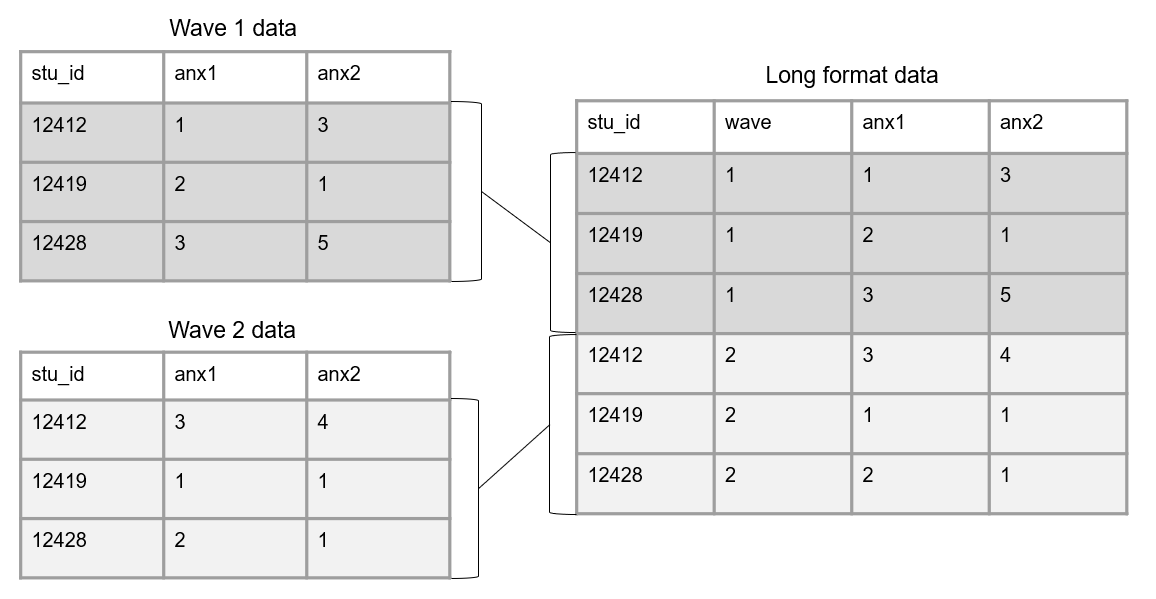 Wave 1 data
stu_id anx1 anx2
12412 1 3
12419 2 1
12428 3 5
Wave 2 data
stu_id anx1 anx2
12412 3 4
12419 1 1
12428 2 1
Long format data
stu_id wave anx1 anx2
12412 1 1 3
12419 1 2 1
12428 1 3 5
12412 2 3 4
12419 2 1 1
12428 2 2 1